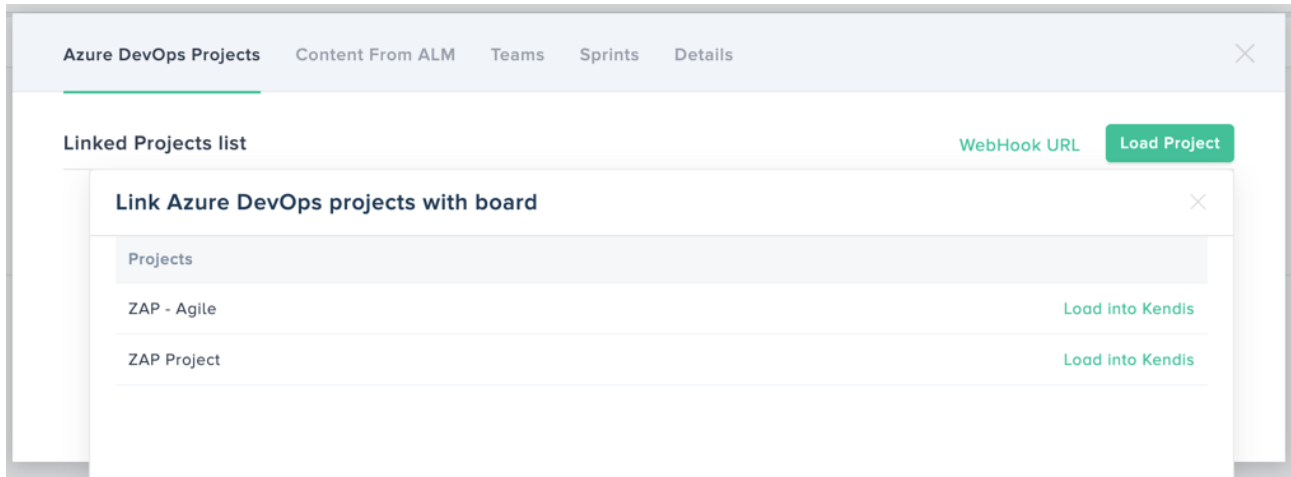 Azure DevOps Projects Content From ALM Teams Sprints Details
Linked Projects list WebHook URL Load Project
Link Azure DevOps projects with board
Projects
ZAP - Agile Load into Kendis
ZAP Project Load into Kendis